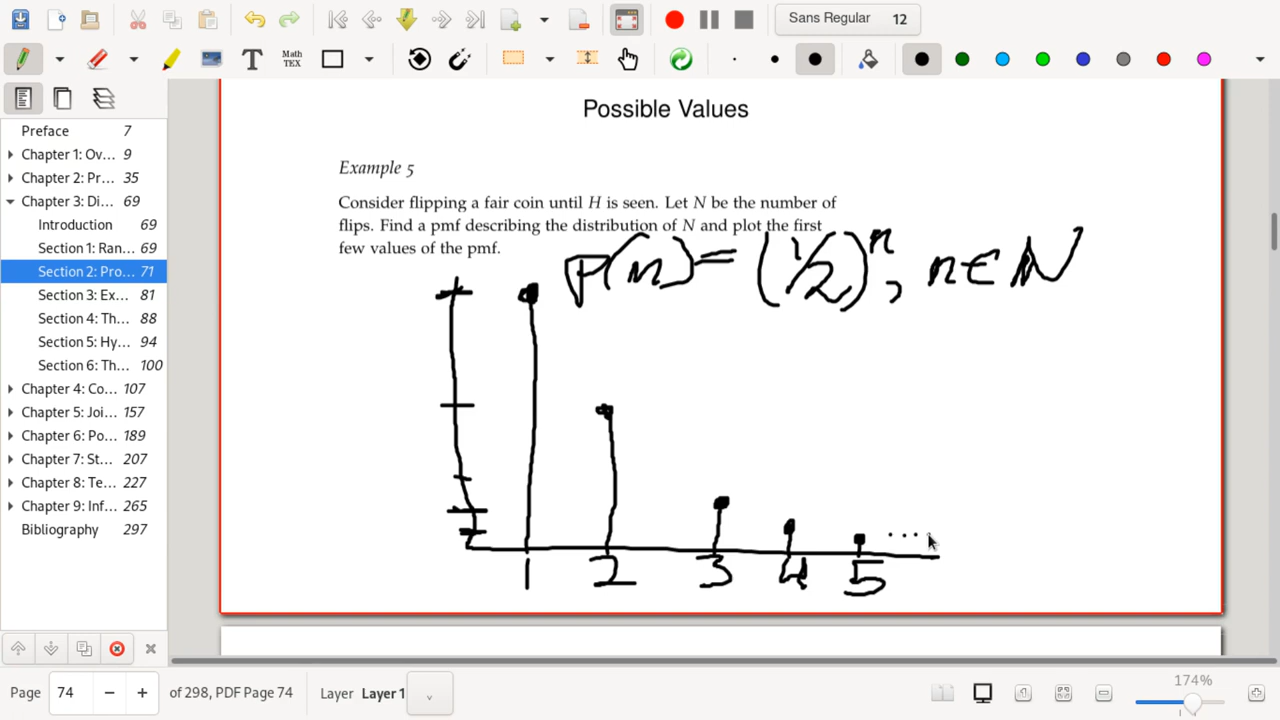 Sans Regular 12
T Math TEX
Preface 7
Chapter 1: Ov... 9
Chapter 2: Pr... 35
Chapter 3: Di... 69
Introduction 69
Section 1: Ran... 69
Section 2: Pro... 71
Section 3: Ex... 81
Section 4: Th... 88
Section 5: Hy... 94
Section 6: Th... 100
Chapter 4: Co... 107
Chapter 5: Joi... 157
Chapter 6: Po... 189
Chapter 7: St... 207
Chapter 8: Te... 227
Chapter 9: Inf... 265
Bibliography 297
Possible Values
Example 5
Consider flipping a fair coin until H is seen. Let N be the number of
flips. Find a pmf describing the distribution of N and plot the first
few values of the pmf.
p(n) = (1/2)^n, n∈ℕ
1 2 3 4 5 ....
Page 74 of 298, PDF Page 74 Layer Layer 1 174%